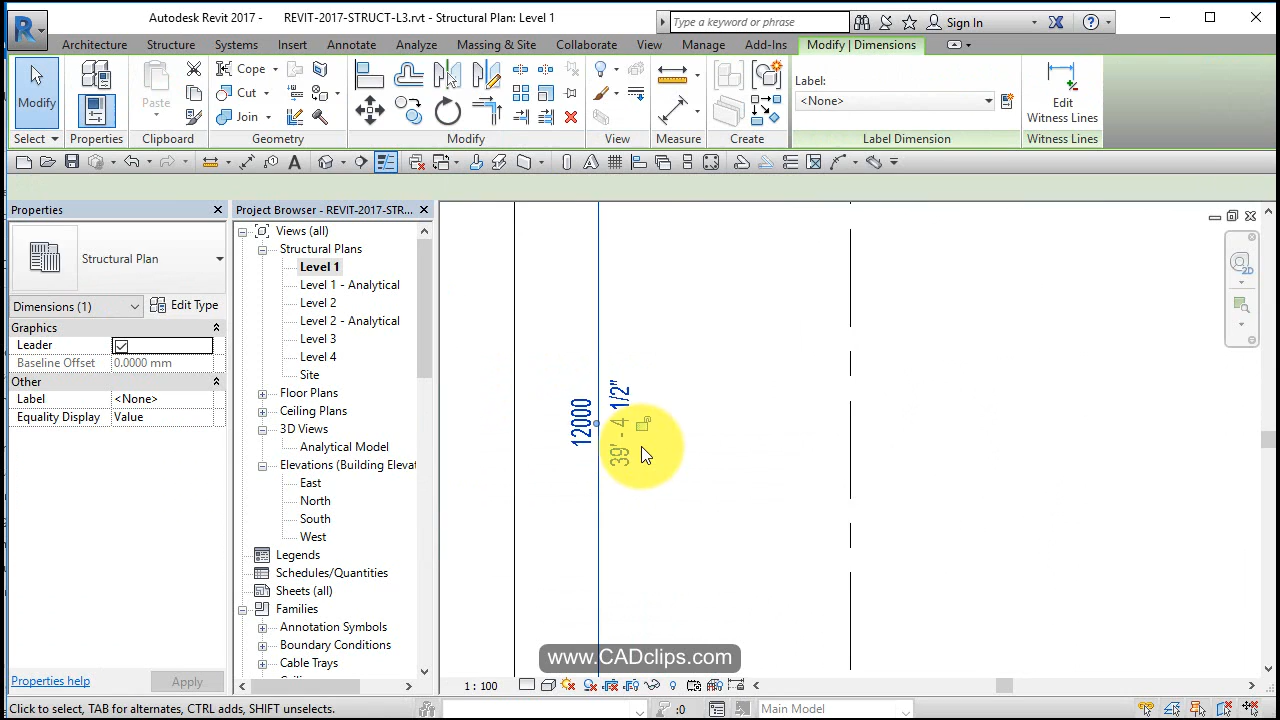 Autodesk Revit 2017 - REVIT-2017-STRUCT-L3.rvt - Structural Plan: Level 1
Type a keyword or phrase
Sign In
Architecture Structure Systems Insert Annotate Analyze Massing & Site Collaborate View Manage Add-Ins Modify | Dimensions
Modify
Select
Properties
Paste
Clipboard
Cope
Cut
Join
Geometry
Modify
View
Measure
Create
Label:
<None>
Label Dimension
Edit
Witness Lines
Witness Lines
Properties
Structural Plan
Dimensions (1)
Edit Type
Graphics
Leader
Baseline Offset 0.0000 mm
Other
Label <None>
Equality Display Value
Properties help
Apply
Project Browser - REVIT-2017-STR...
Views (all)
Structural Plans
Level 1
Level 1 - Analytical
Level 2
Level 2 - Analytical
Level 3
Level 4
Site
Floor Plans
Ceiling Plans
3D Views
Analytical Model
Elevations (Building Elevat
East
North
South
West
Legends
Schedules/Quantities
Sheets (all)
Families
Annotation Symbols
Boundary Conditions
Cable Trays
12000
39' - 4 1/2"
2D
www.CADclips.com
1 : 100
Click to select, TAB for alternates, CTRL adds, SHIFT unselects.
:0
Main Model